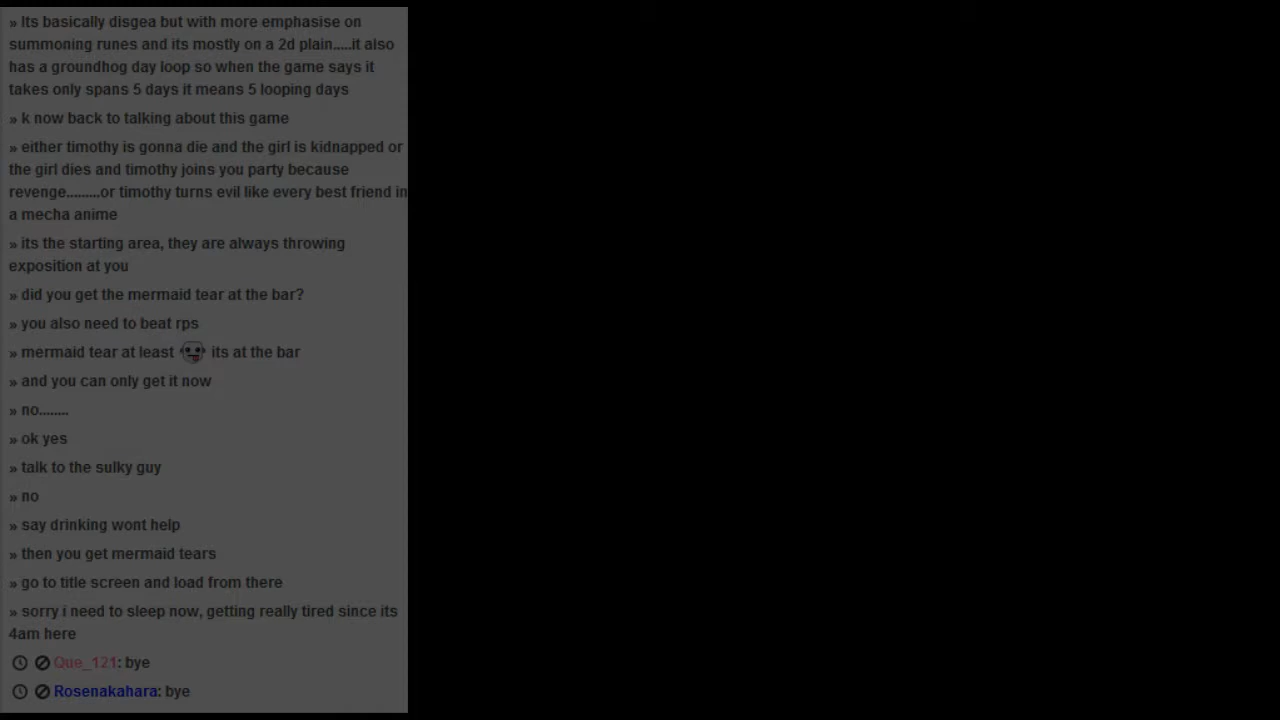 » Its basically disgea but with more emphasise on
summoning runes and its mostly on a 2d plain.....it also
has a groundhog day loop so when the game says it
takes only spans 5 days it means 5 looping days
» k now back to talking about this game
» either timothy is gonna die and the girl is kidnapped or
the girl dies and timothy joins you party because
revenge.........or timothy turns evil like every best friend in
a mecha anime
» its the starting area, they are always throwing
exposition at you
» did you get the mermaid tear at the bar?
» you also need to beat rps
» mermaid tear at least its at the bar
» and you can only get it now
» no........
» ok yes
» talk to the sulky guy
» no
» say drinking wont help
» then you get mermaid tears
» go to title screen and load from there
» sorry i need to sleep now, getting really tired since its
4am here
Que_121: bye
Rosenakahara: bye